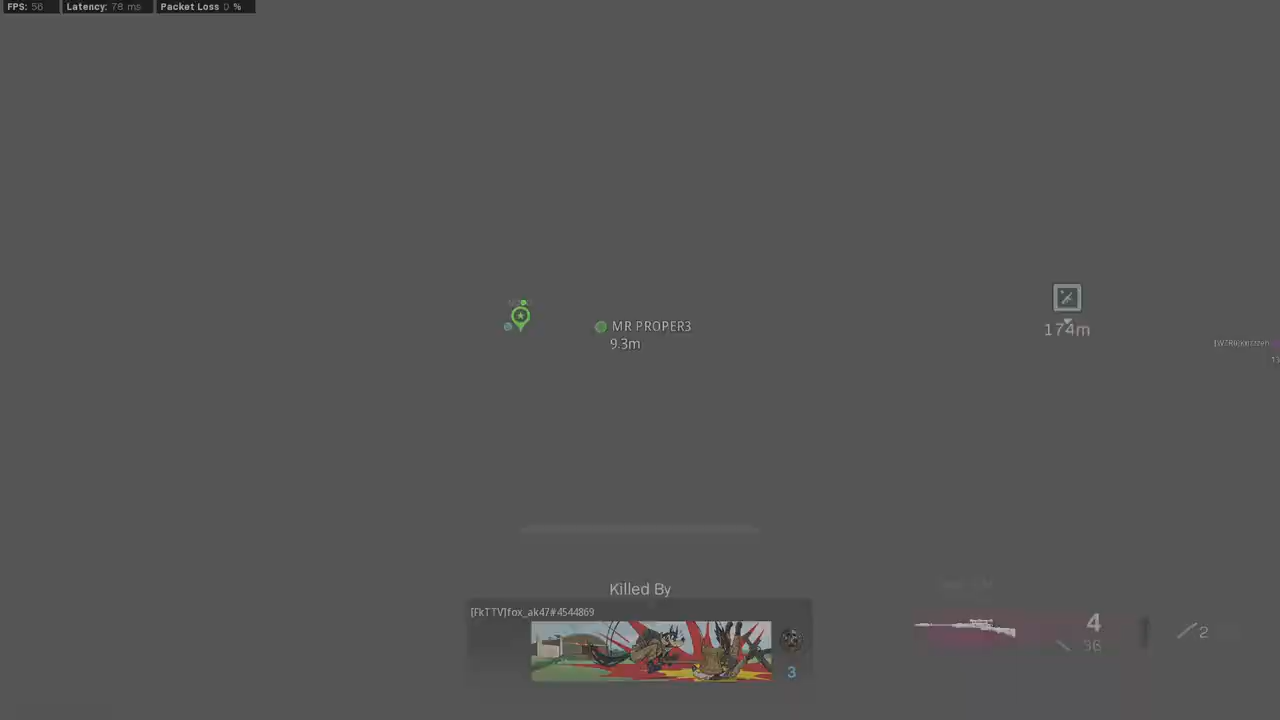 FPS: 58 Latency: 78 ms Packet Loss 0 %
MR PROPER3
9.3m
174m
Killed By
[FkTTV]fox_ak47#4544869
3
4
36
2